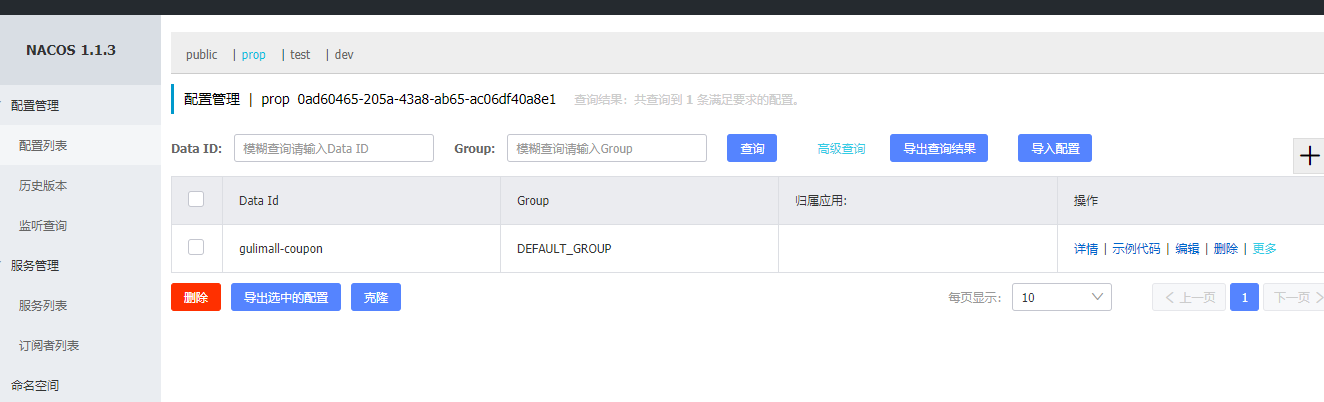 NACOS 1.1.3
public | prop | test | dev
配置管理
配置管理 | prop 0ad60465-205a-43a8-ab65-ac06df40a8e1 查询结果：共查询到 1 条满足要求的配置。
配置列表
Data ID: 模糊查询请输入Data ID Group: 模糊查询请输入Group 查询 高级查询 导出查询结果 导入配置
历史版本
Data Id Group 归属应用: 操作
监听查询
gulimall-coupon DEFAULT_GROUP 详情 | 示例代码 | 编辑 | 删除 | 更多
服务管理
删除 导出选中的配置 克隆 每页显示: 10 上一页 1 下一页
服务列表
订阅者列表
命名空间